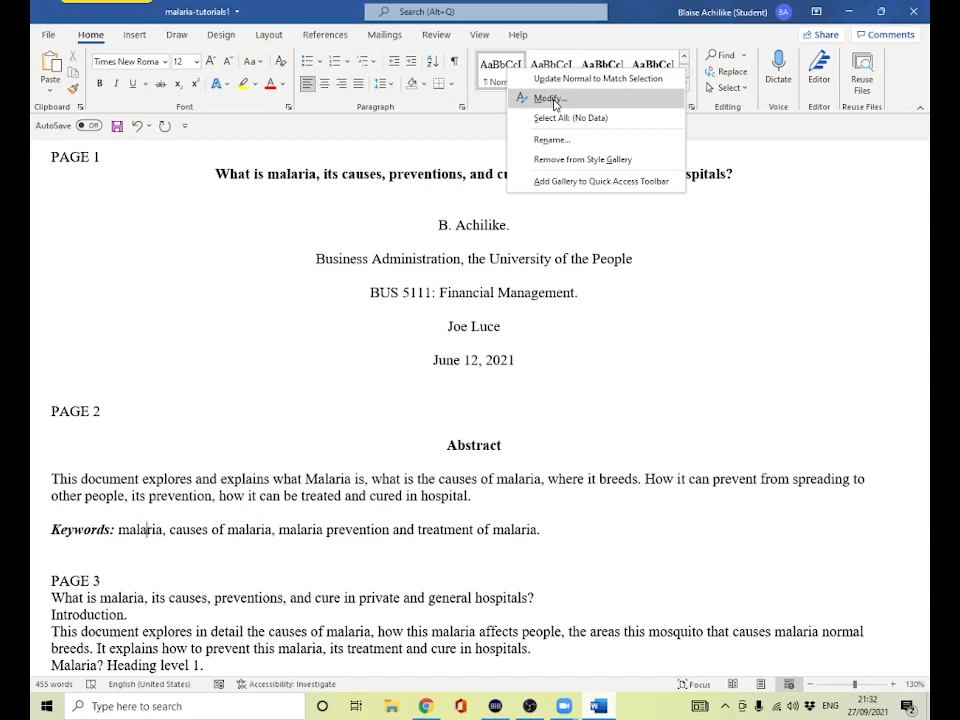 malaria-tutorials1
Search (Alt+Q)
Blaise Achilike (Student)
BA
File Home Insert Draw Design Layout References Mailings Review View Help
Share
Comments
Paste
Clipboard
Times New Roma
12
Aa
B I U
Font
Paragraph
AaBbCcI AaBbCcI AaBbCc AaBbCcI
¶ Norm
Find
Replace
Select
Editing
Dictate
Voice
Editor
Editor
Reuse
Files
Reuse Files
Update Normal to Match Selection
Modify...
Select All: (No Data)
Rename...
Remove from Style Gallery
Add Gallery to Quick Access Toolbar
AutoSave Off
PAGE 1
What is malaria, its causes, preventions, and cu
spitals?
B. Achilike.
Business Administration, the University of the People
BUS 5111: Financial Management.
Joe Luce
June 12, 2021
PAGE 2
Abstract
This document explores and explains what Malaria is, what is the causes of malaria, where it breeds. How it can prevent from spreading to
other people, its prevention, how it can be treated and cured in hospital.
Keywords: malaria, causes of malaria, malaria prevention and treatment of malaria.
PAGE 3
What is malaria, its causes, preventions, and cure in private and general hospitals?
Introduction.
This document explores in detail the causes of malaria, how this malaria affects people, the areas this mosquito that causes malaria normal
breeds. It explains how to prevent this malaria, its treatment and cure in hospitals.
Malaria? Heading level 1.
455 words
English (United States)
Accessibility: Investigate
Focus
130%
Type here to search
ENG
21:32
27/09/2021
2